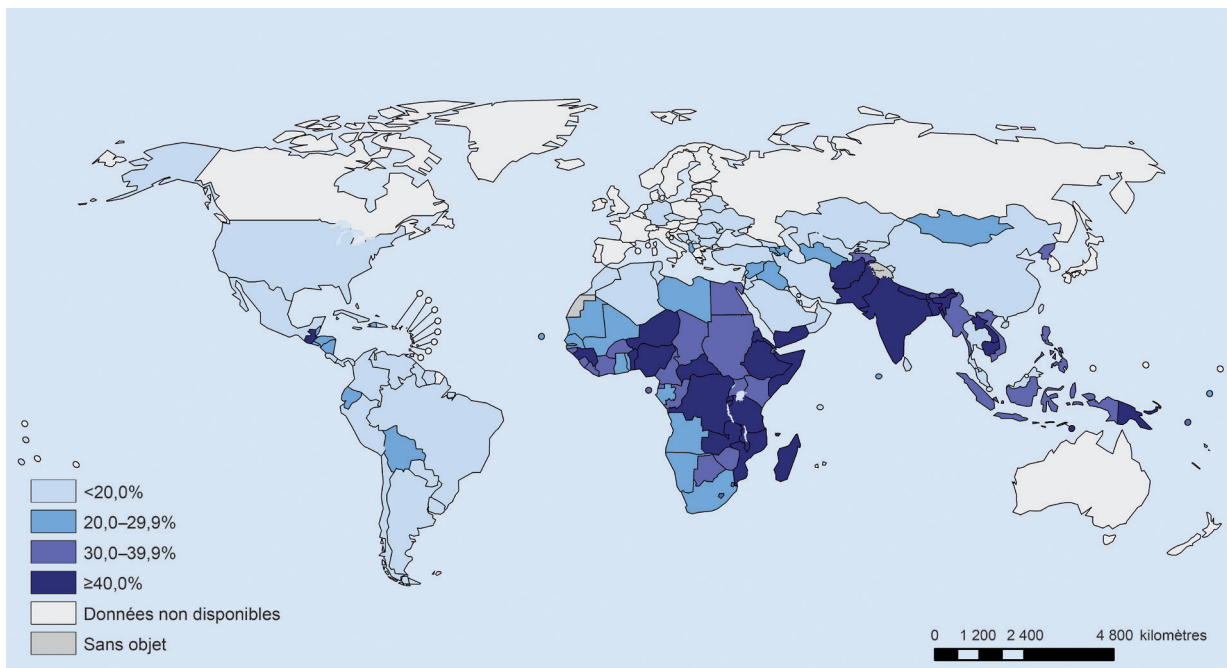 <20,0%
20,0–29,9%
30,0–39,9%
≥40,0%
Données non disponibles
Sans objet
0 1 200 2 400 4 800 kilomètres